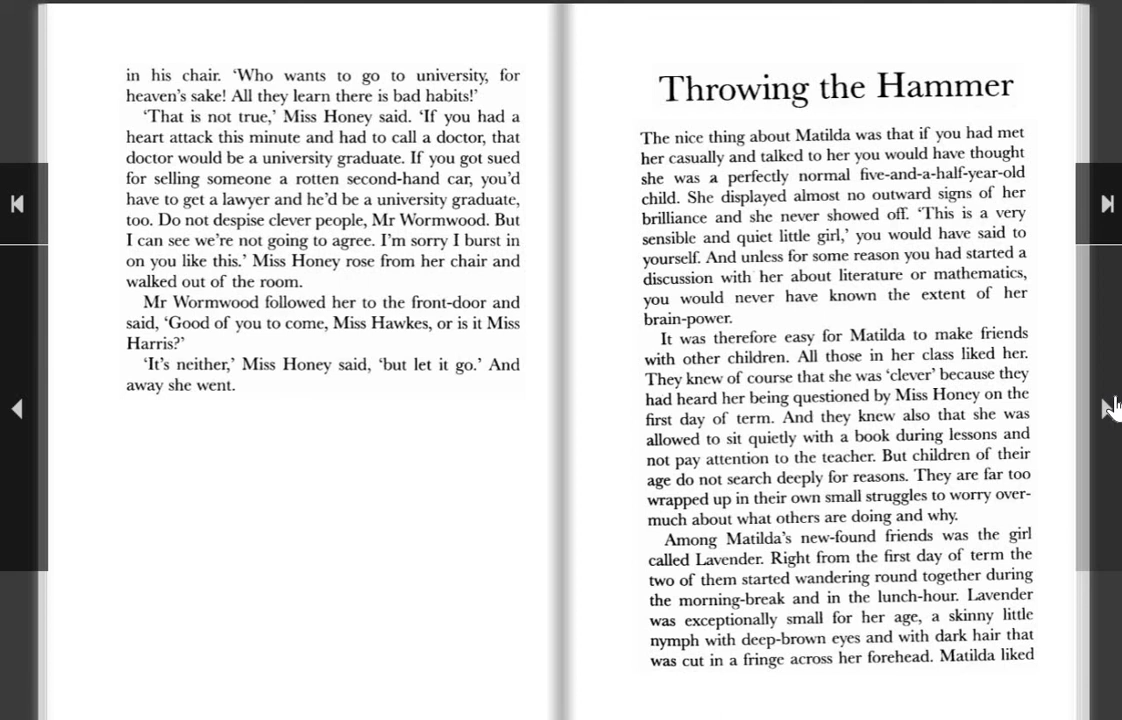 in his chair. ‘Who wants to go to university, for
heaven’s sake! All they learn there is bad habits!’
‘That is not true,’ Miss Honey said. ‘If you had a
heart attack this minute and had to call a doctor, that
doctor would be a university graduate. If you got sued
for selling someone a rotten second-hand car, you’d
have to get a lawyer and he’d be a university graduate,
too. Do not despise clever people, Mr Wormwood. But
I can see we’re not going to agree. I’m sorry I burst in
on you like this.’ Miss Honey rose from her chair and
walked out of the room.
Mr Wormwood followed her to the front-door and
said, ‘Good of you to come, Miss Hawkes, or is it Miss
Harris?’
‘It’s neither,’ Miss Honey said, ‘but let it go.’ And
away she went.
Throwing the Hammer
The nice thing about Matilda was that if you had met
her casually and talked to her you would have thought
she was a perfectly normal five-and-a-half-year-old
child. She displayed almost no outward signs of her
brilliance and she never showed off. ‘This is a very
sensible and quiet little girl,’ you would have said to
yourself. And unless for some reason you had started a
discussion with her about literature or mathematics,
you would never have known the extent of her
brain-power.
It was therefore easy for Matilda to make friends
with other children. All those in her class liked her.
They knew of course that she was ‘clever’ because they
had heard her being questioned by Miss Honey on the
first day of term. And they knew also that she was
allowed to sit quietly with a book during lessons and
not pay attention to the teacher. But children of their
age do not search deeply for reasons. They are far too
wrapped up in their own small struggles to worry over-
much about what others are doing and why.
Among Matilda’s new-found friends was the girl
called Lavender. Right from the first day of term the
two of them started wandering round together during
the morning-break and in the lunch-hour. Lavender
was exceptionally small for her age, a skinny little
nymph with deep-brown eyes and with dark hair that
was cut in a fringe across her forehead. Matilda liked